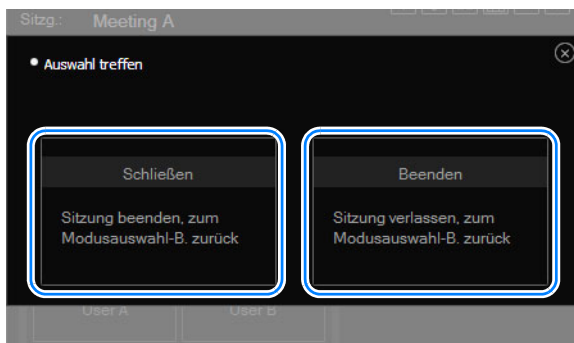 Sitzg.: Meeting A
Auswahl treffen
Schließen
Sitzung beenden, zum
Modusauswahl-B. zurück
Beenden
Sitzung verlassen, zum
Modusauswahl-B. zurück
User A User B